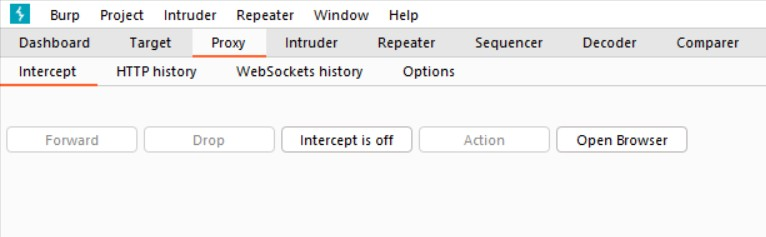 Burp Project Intruder Repeater Window Help
Dashboard Target Proxy Intruder Repeater Sequencer Decoder Comparer
Intercept HTTP history WebSockets history Options
Forward Drop Intercept is off Action Open Browser